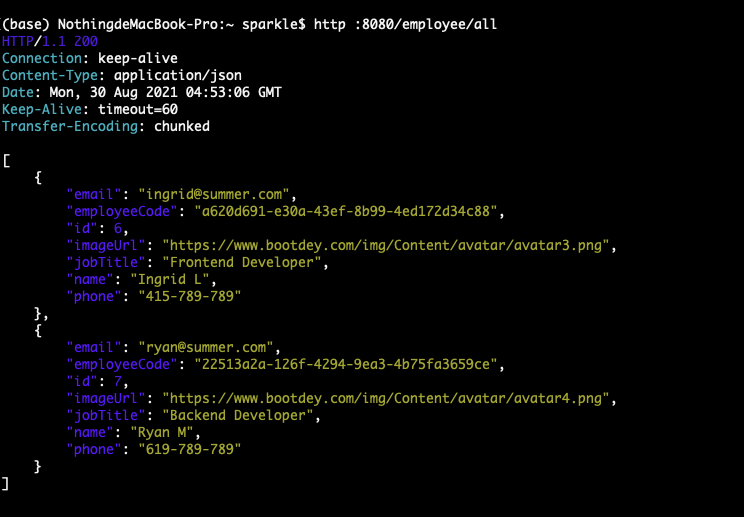 (base) NothingdeMacBook-Pro:~ sparkle$ http :8080/employee/all
HTTP/1.1 200
Connection: keep-alive
Content-Type: application/json
Date: Mon, 30 Aug 2021 04:53:06 GMT
Keep-Alive: timeout=60
Transfer-Encoding: chunked

[
    {
        "email": "ingrid@summer.com",
        "employeeCode": "a620d691-e30a-43ef-8b99-4ed172d34c88",
        "id": 6,
        "imageUrl": "https://www.bootdey.com/img/Content/avatar/avatar3.png",
        "jobTitle": "Frontend Developer",
        "name": "Ingrid L",
        "phone": "415-789-789"
    },
    {
        "email": "ryan@summer.com",
        "employeeCode": "22513a2a-126f-4294-9ea3-4b75fa3659ce",
        "id": 7,
        "imageUrl": "https://www.bootdey.com/img/Content/avatar/avatar4.png",
        "jobTitle": "Backend Developer",
        "name": "Ryan M",
        "phone": "619-789-789"
    }
]